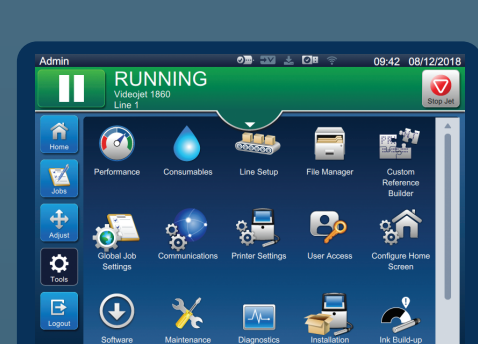 Admin
09:42 08/12/2018
RUNNING
Videojet 1860
Line 1
Stop Jet
Home
Jobs
Adjust
Tools
Logout
Performance
Consumables
Line Setup
File Manager
Custom
Reference
Builder
Global Job
Settings
Communications
Printer Settings
User Access
Configure Home
Screen
Software
Maintenance
Diagnostics
Installation
Ink Build-up